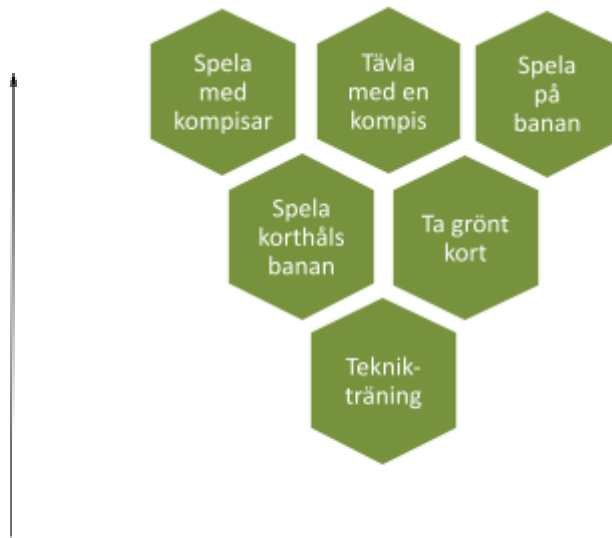 Spela
med
kompisar
Tävla
med en
kompis
Spela
på
banan
Spela
korthåls
banan
Ta grönt
kort
Teknik-
träning